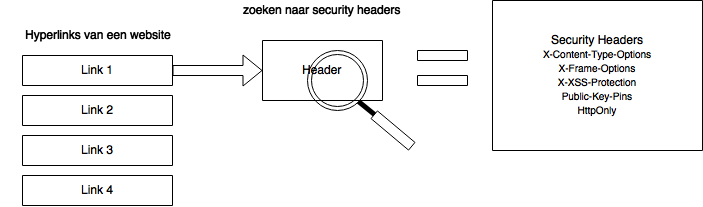 zoeken naar security headers
Hyperlinks van een website
Link 1
Link 2
Link 3
Link 4
Header
Security Headers
X-Content-Type-Options
X-Frame-Options
X-XSS-Protection
Public-Key-Pins
HttpOnly